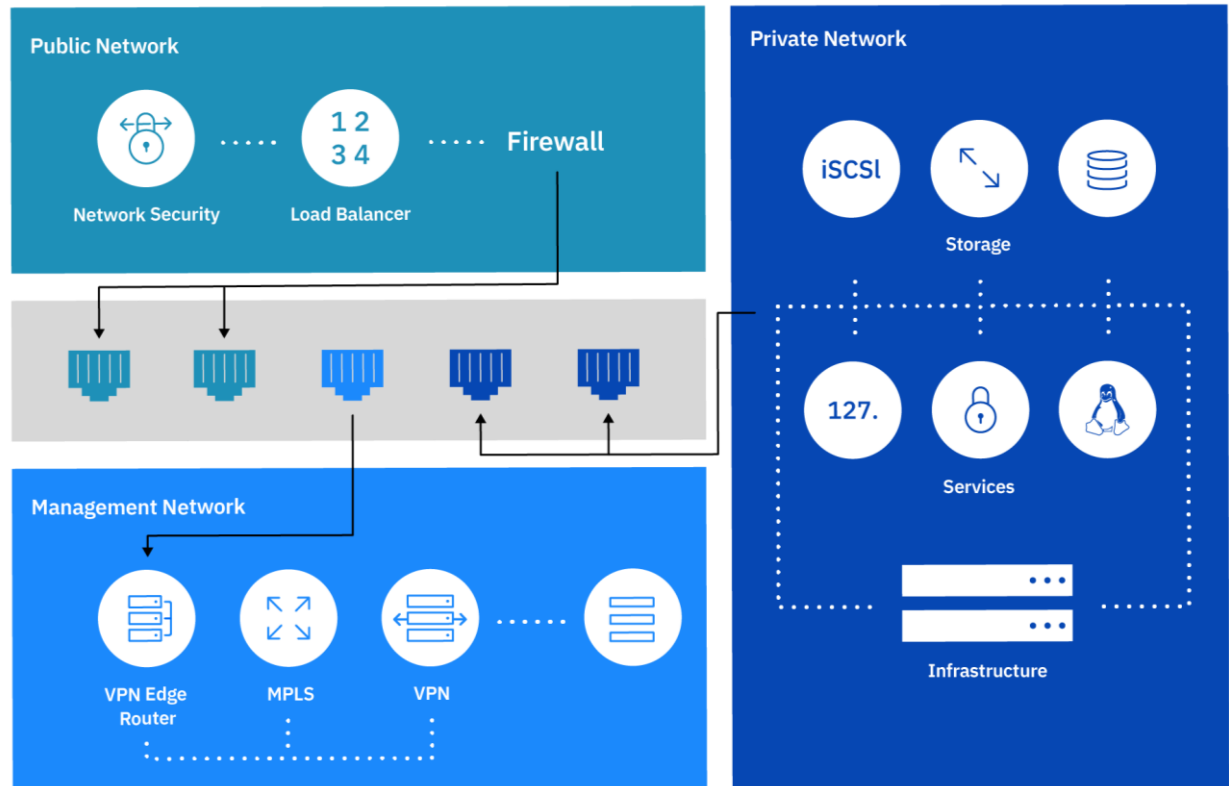 Public Network
1 2
3 4
Firewall
Network Security
Load Balancer
Private Network
iSCSl
Storage
127.
Services
Infrastructure
Management Network
VPN Edge
Router
MPLS
VPN